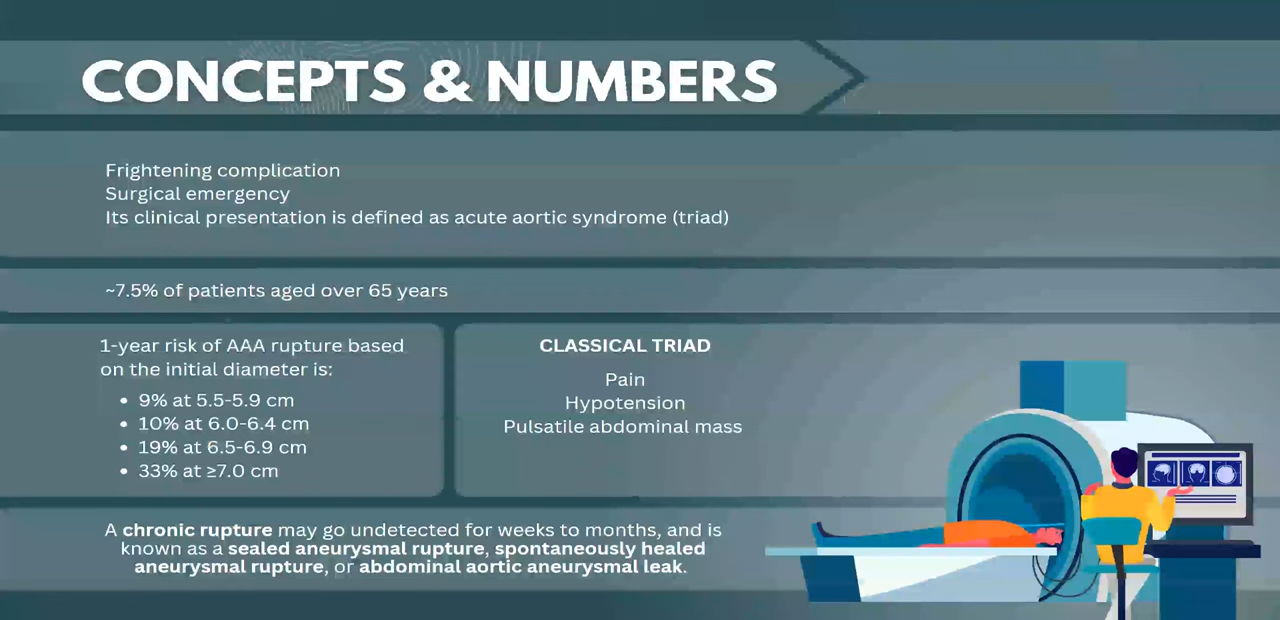 CONCEPTS & NUMBERS
Frightening complication
Surgical emergency
Its clinical presentation is defined as acute aortic syndrome (triad)
~7.5% of patients aged over 65 years
1-year risk of AAA rupture based
on the initial diameter is:
• 9% at 5.5-5.9 cm
• 10% at 6.0-6.4 cm
• 19% at 6.5-6.9 cm
• 33% at ≥7.0 cm
CLASSICAL TRIAD
Pain
Hypotension
Pulsatile abdominal mass
A chronic rupture may go undetected for weeks to months, and is
known as a sealed aneurysmal rupture, spontaneously healed
aneurysmal rupture, or abdominal aortic aneurysmal leak.